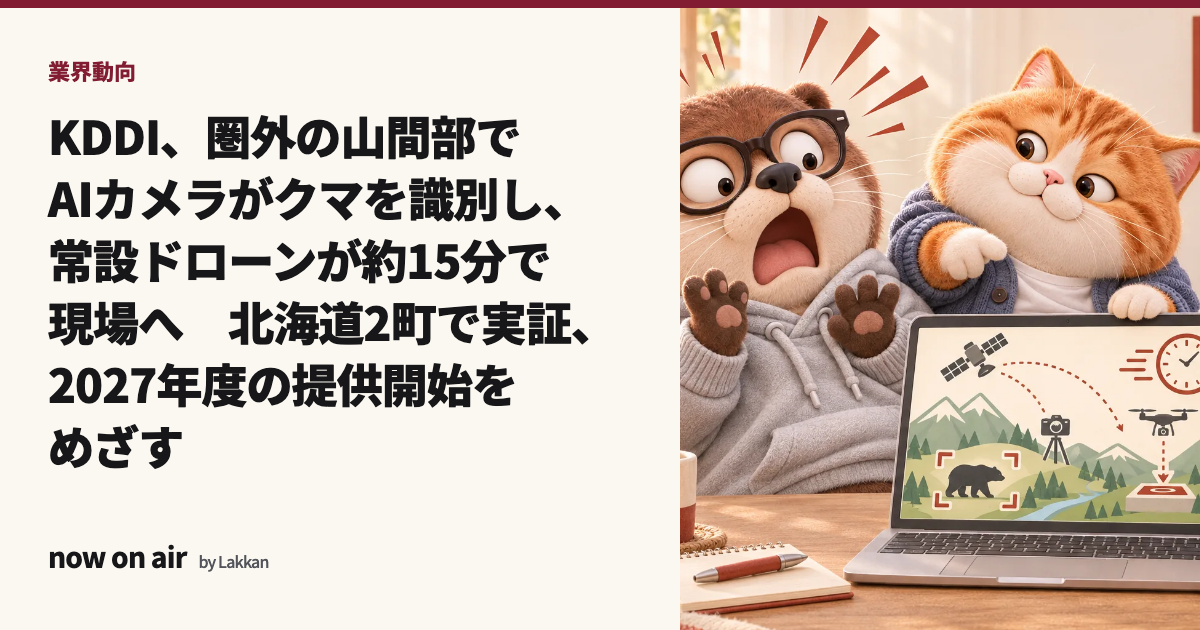 業界動向
KDDI、圏外の山間部で
AIカメラがクマを識別し、
常設ドローンが約15分で
現場へ　北海道2町で実証、
2027年度の提供開始を
めざす
now on air by Lakkan